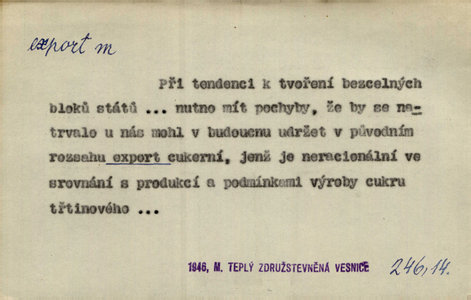 export m
Při tendenci k tvoření bezcelných
bloků států ... nutno mít pochyby, že by se na-
trvalo u nás mohl v budoucnu udržet v původním
rozsahu export cukerní, jenž je neracionální ve
srovnání s produkcí a podmínkami výroby cukru
třtinového ...
1946, M. TEPLÝ ZDRUŽSTEVNĚNÁ VESNICE 246,14.